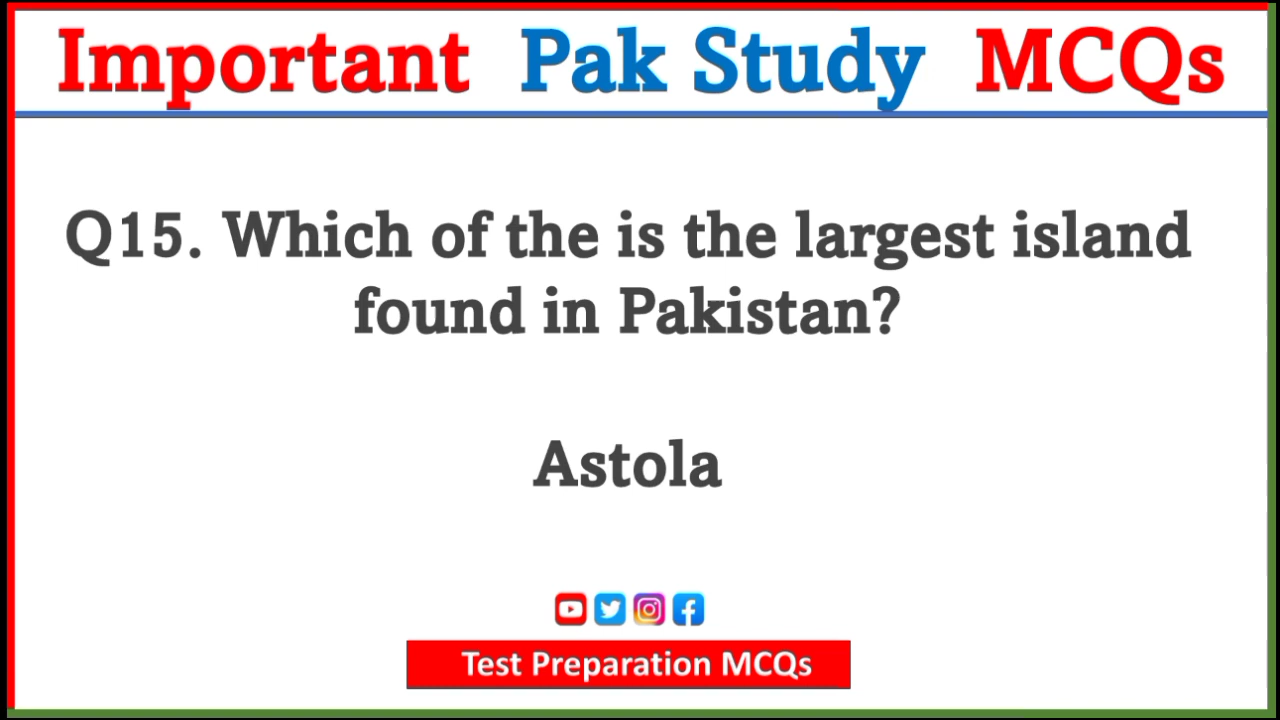 Important Pak Study MCQs
Q15. Which of the is the largest island
found in Pakistan?
Astola
Test Preparation MCQs